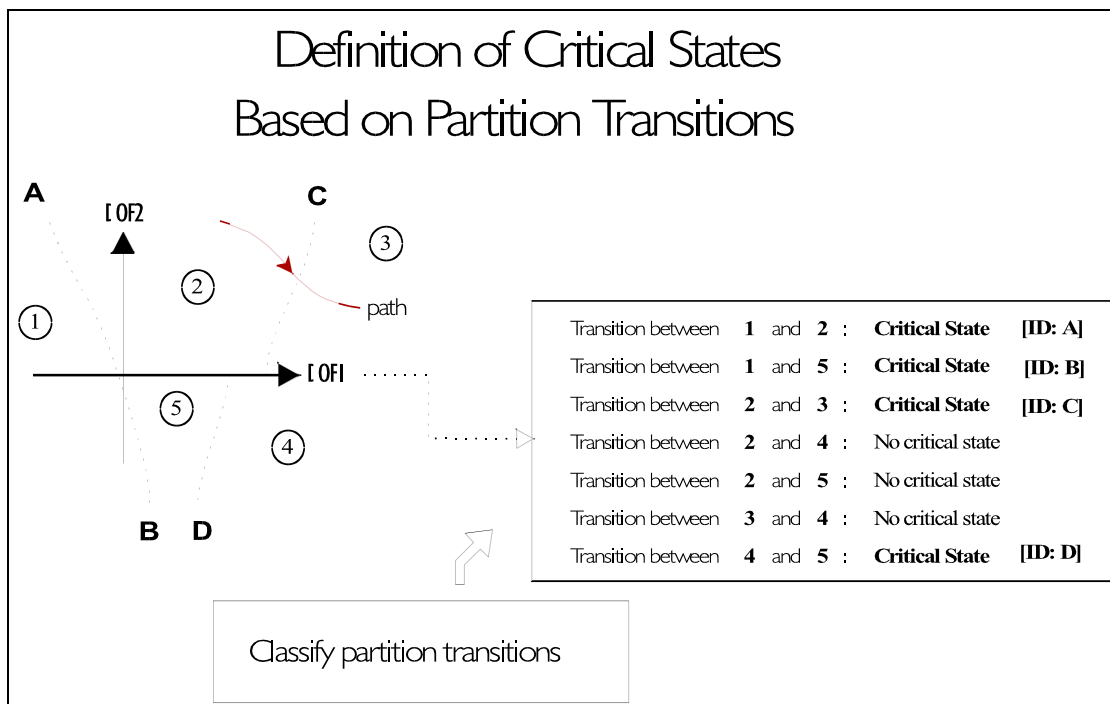 Definition of Critical States
Based on Partition Transitions
A
C
[ OF2
3
2
path
1
[ OF1
5
4
B
D
Transition between 1 and 2 : Critical State [ID: A]
Transition between 1 and 5 : Critical State [ID: B]
Transition between 2 and 3 : Critical State [ID: C]
Transition between 2 and 4 : No critical state
Transition between 2 and 5 : No critical state
Transition between 3 and 4 : No critical state
Transition between 4 and 5 : Critical State [ID: D]
Classify partition transitions